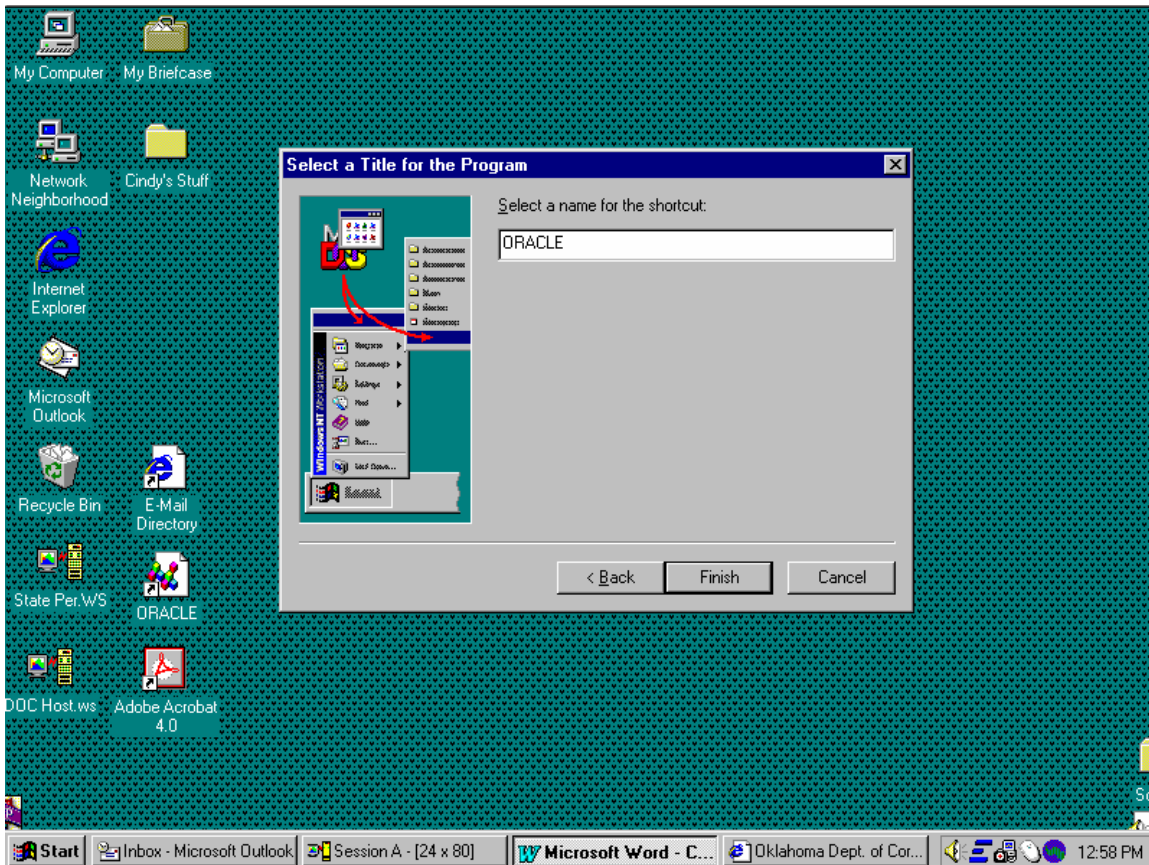 My Computer
My Briefcase
Network
Neighborhood
Cindy's Stuff
Internet
Explorer
Microsoft
Outlook
Recycle Bin
E-Mail
Directory
State Per.WS
ORACLE
DOC Host.ws
Adobe Acrobat
4.0
Select a Title for the Program
Select a name for the shortcut:
ORACLE
Windows NT Workstation
< Back
Finish
Cancel
Start
Inbox - Microsoft Outlook
Session A - [24 x 80]
Microsoft Word - C...
Oklahoma Dept. of Cor...
12:58 PM